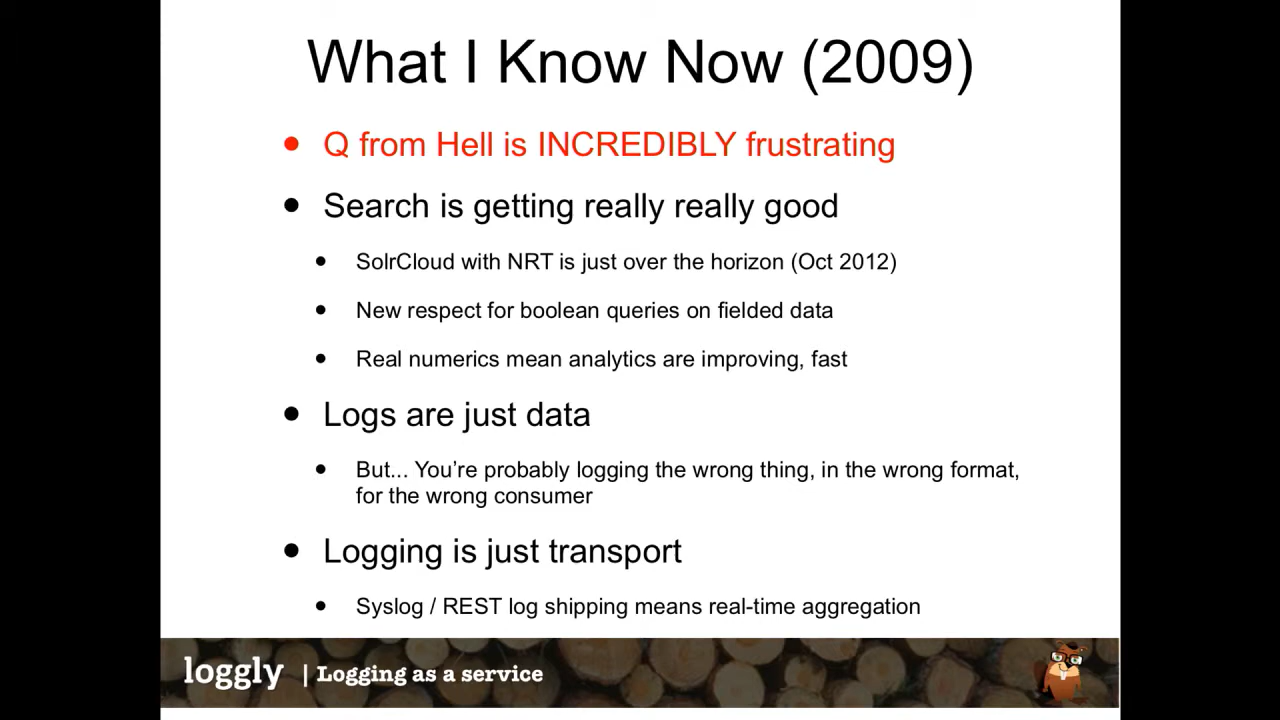 What I Know Now (2009)
• Q from Hell is INCREDIBLY frustrating
• Search is getting really really good
• SolrCloud with NRT is just over the horizon (Oct 2012)
• New respect for boolean queries on fielded data
• Real numerics mean analytics are improving, fast
• Logs are just data
• But... You’re probably logging the wrong thing, in the wrong format,
for the wrong consumer
• Logging is just transport
• Syslog / REST log shipping means real-time aggregation
loggly | Logging as a service